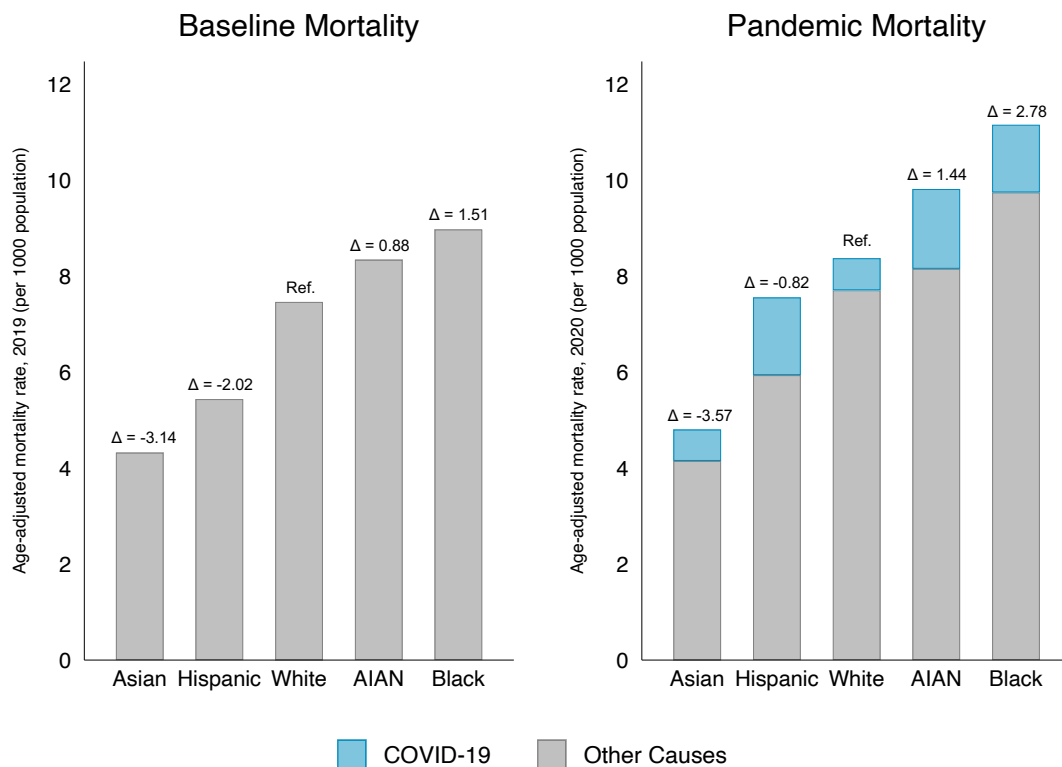 Baseline Mortality
Age-adjusted mortality rate, 2019 (per 1000 population)
12
10
8
6
4
2
0
Δ = -3.14
Δ = -2.02
Ref.
Δ = 0.88
Δ = 1.51
Asian
Hispanic
White
AIAN
Black
Pandemic Mortality
Age-adjusted mortality rate, 2020 (per 1000 population)
12
10
8
6
4
2
0
Δ = -3.57
Δ = -0.82
Ref.
Δ = 1.44
Δ = 2.78
Asian
Hispanic
White
AIAN
Black
COVID-19
Other Causes